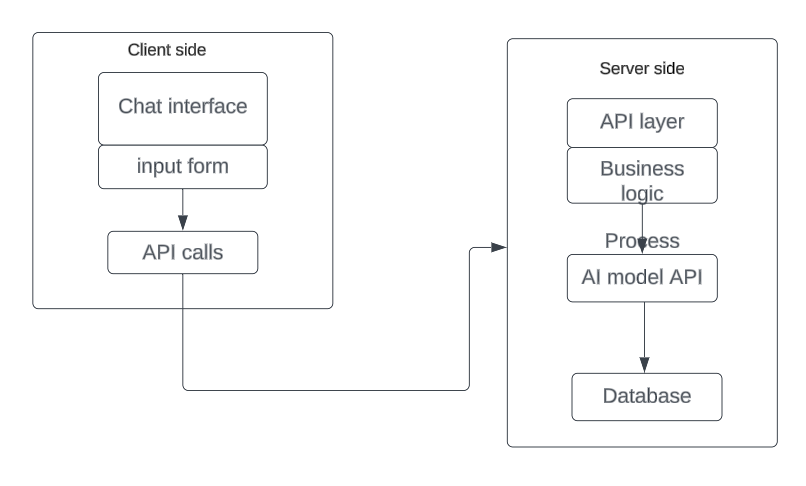 Client side
Chat interface
input form
API calls
Server side
API layer
Business
logic
Process
AI model API
Database